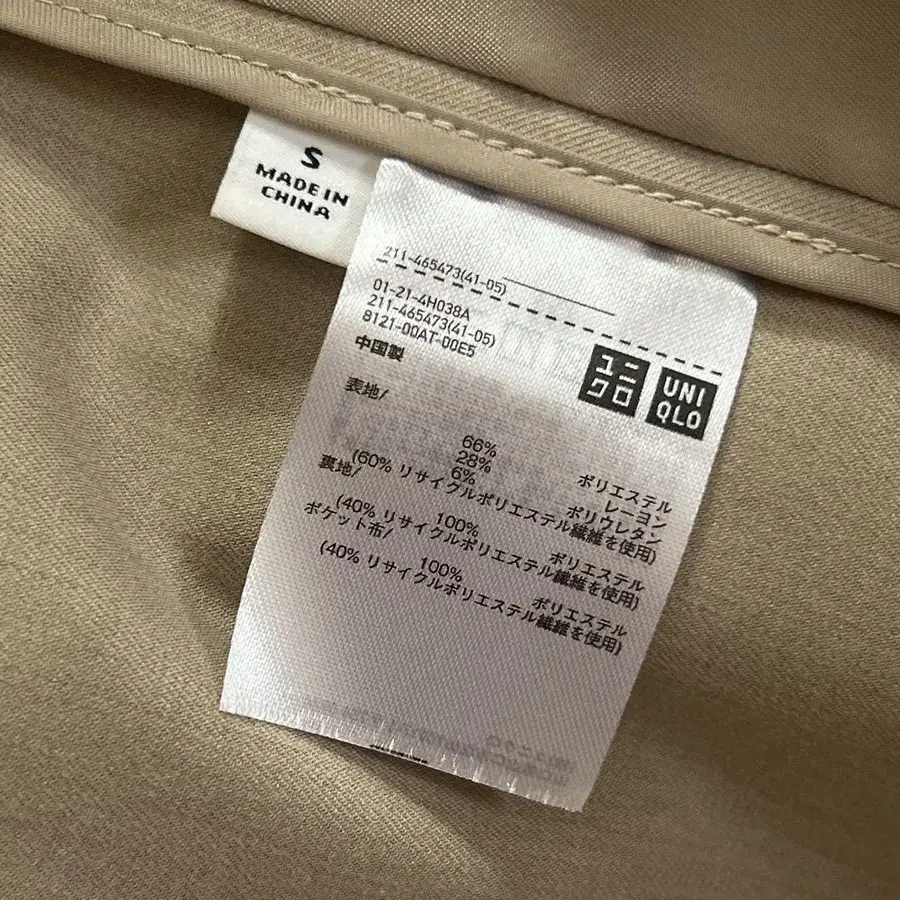 S
MADE IN
CHINA
211-465473(41-05)
01-21-4H038A
211-465473(41-05)
8121-00AT-00E5
中国製
ユニ
クロ
UNI
QLO
表地/
66% ポリエステル
28% レーヨン
6% ポリウレタン
(60% リサイクルポリエステル繊維を使用)
裏地/
100% ポリエステル
(40% リサイクルポリエステル繊維を使用)
ポケット布/
100% ポリエステル
(40% リサイクルポリエステル繊維を使用)